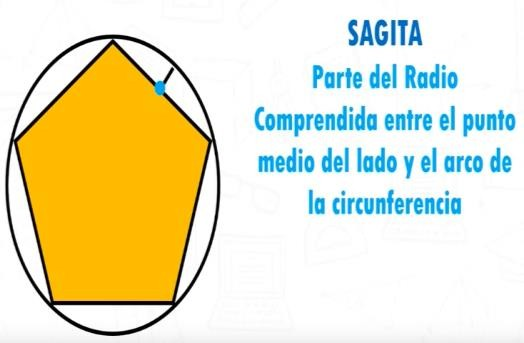 SAGITA
Parte del Radio
Comprendida entre el punto
medio del lado y el arco de
la circunferencia